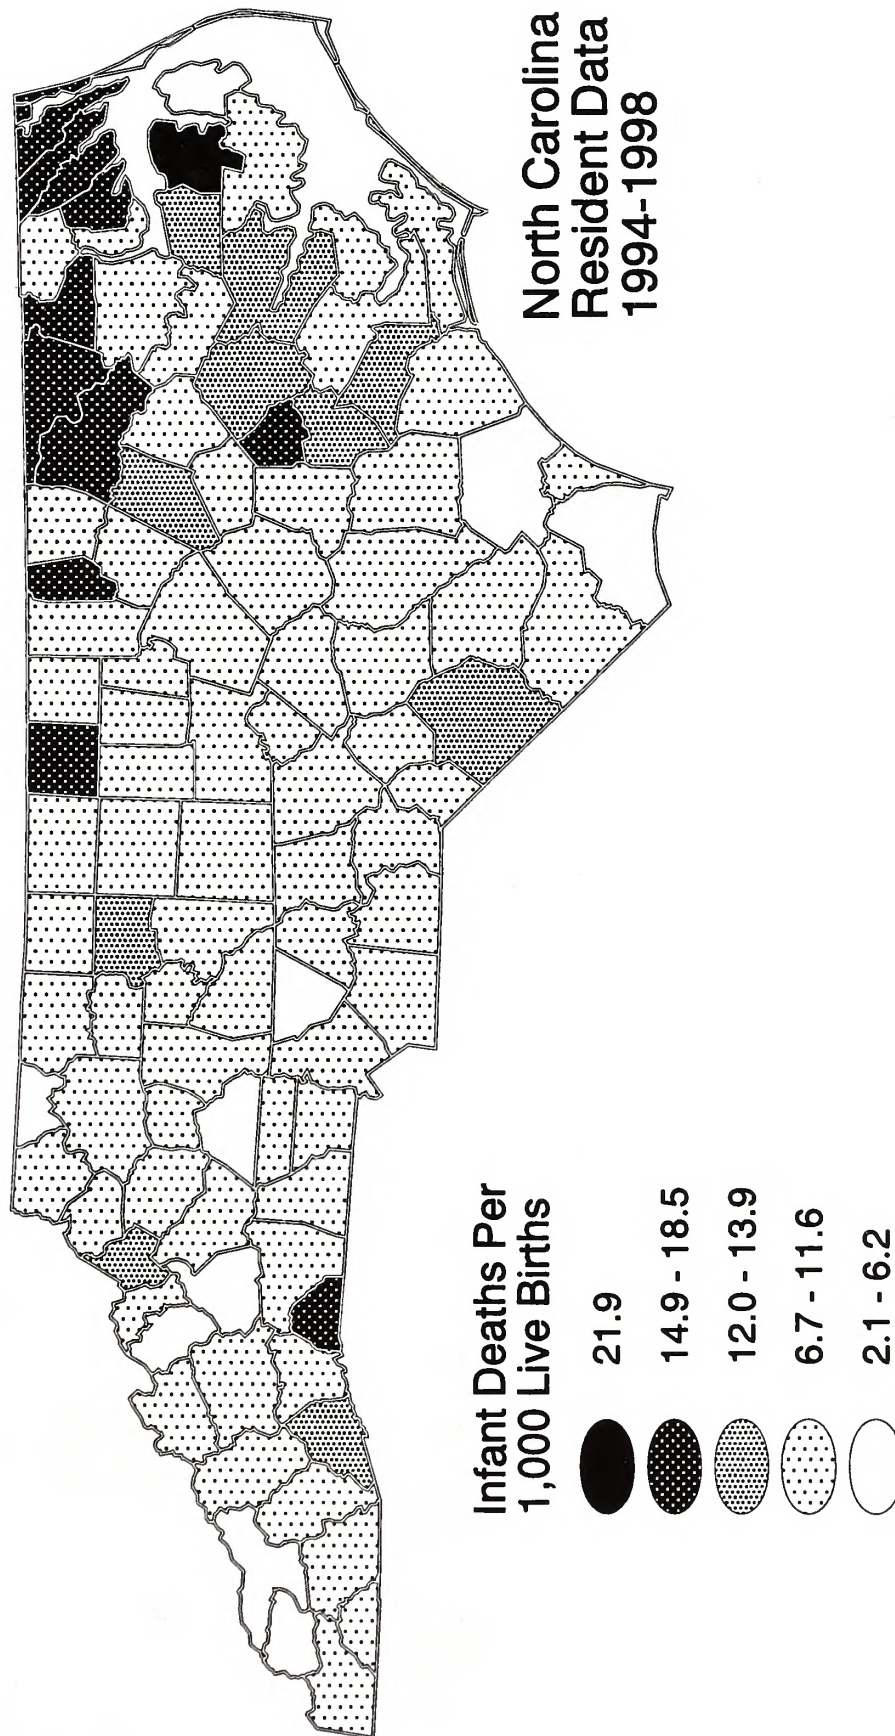 North Carolina
Resident Data
1994-1998
Infant Deaths Per
1,000 Live Births
21.9
14.9 - 18.5
12.0 - 13.9
6.7 - 11.6
2.1 - 6.2